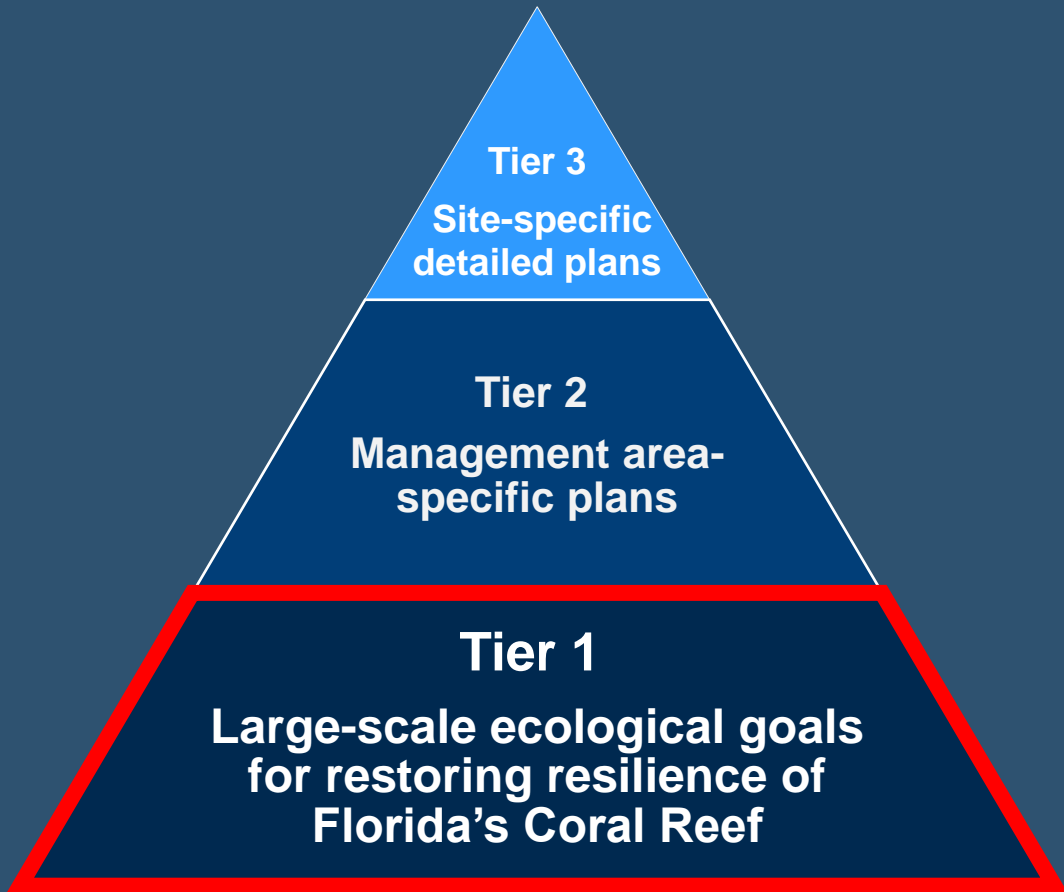 Tier 3
Site-specific
detailed plans
Tier 2
Management area-
specific plans
Tier 1
Large-scale ecological goals
for restoring resilience of
Florida’s Coral Reef